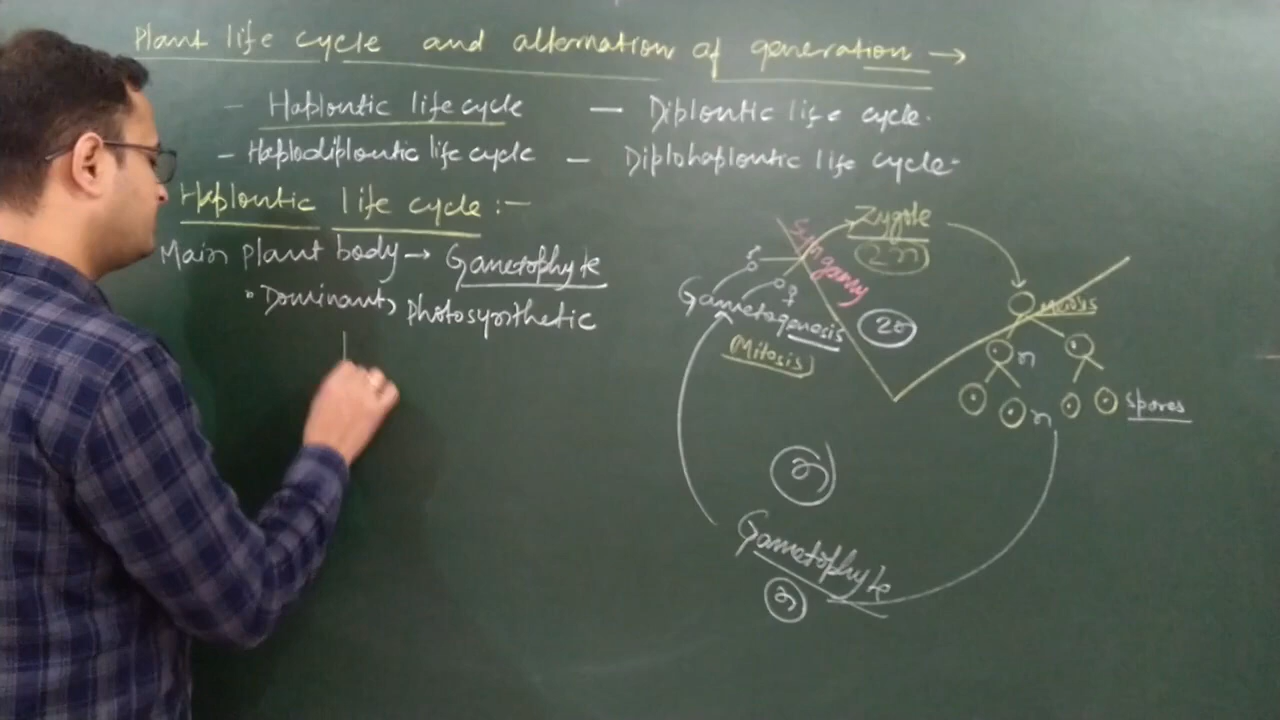 Plant life cycle and alternation of generation →
- Haplontic life cycle — Diplontic life cycle.
- Haplodiplontic life cycle — Diplohaplontic life cycle-
Haplontic life cycle :-
Main Plant body → Gametophyte
• Dominant, Photosynthetic
Zygote
2n
Syngamy
♂
♀
Gametogenosis
(Mitosis)
2n
Meiosis
n
n
Spores
n
Gametophyte
n